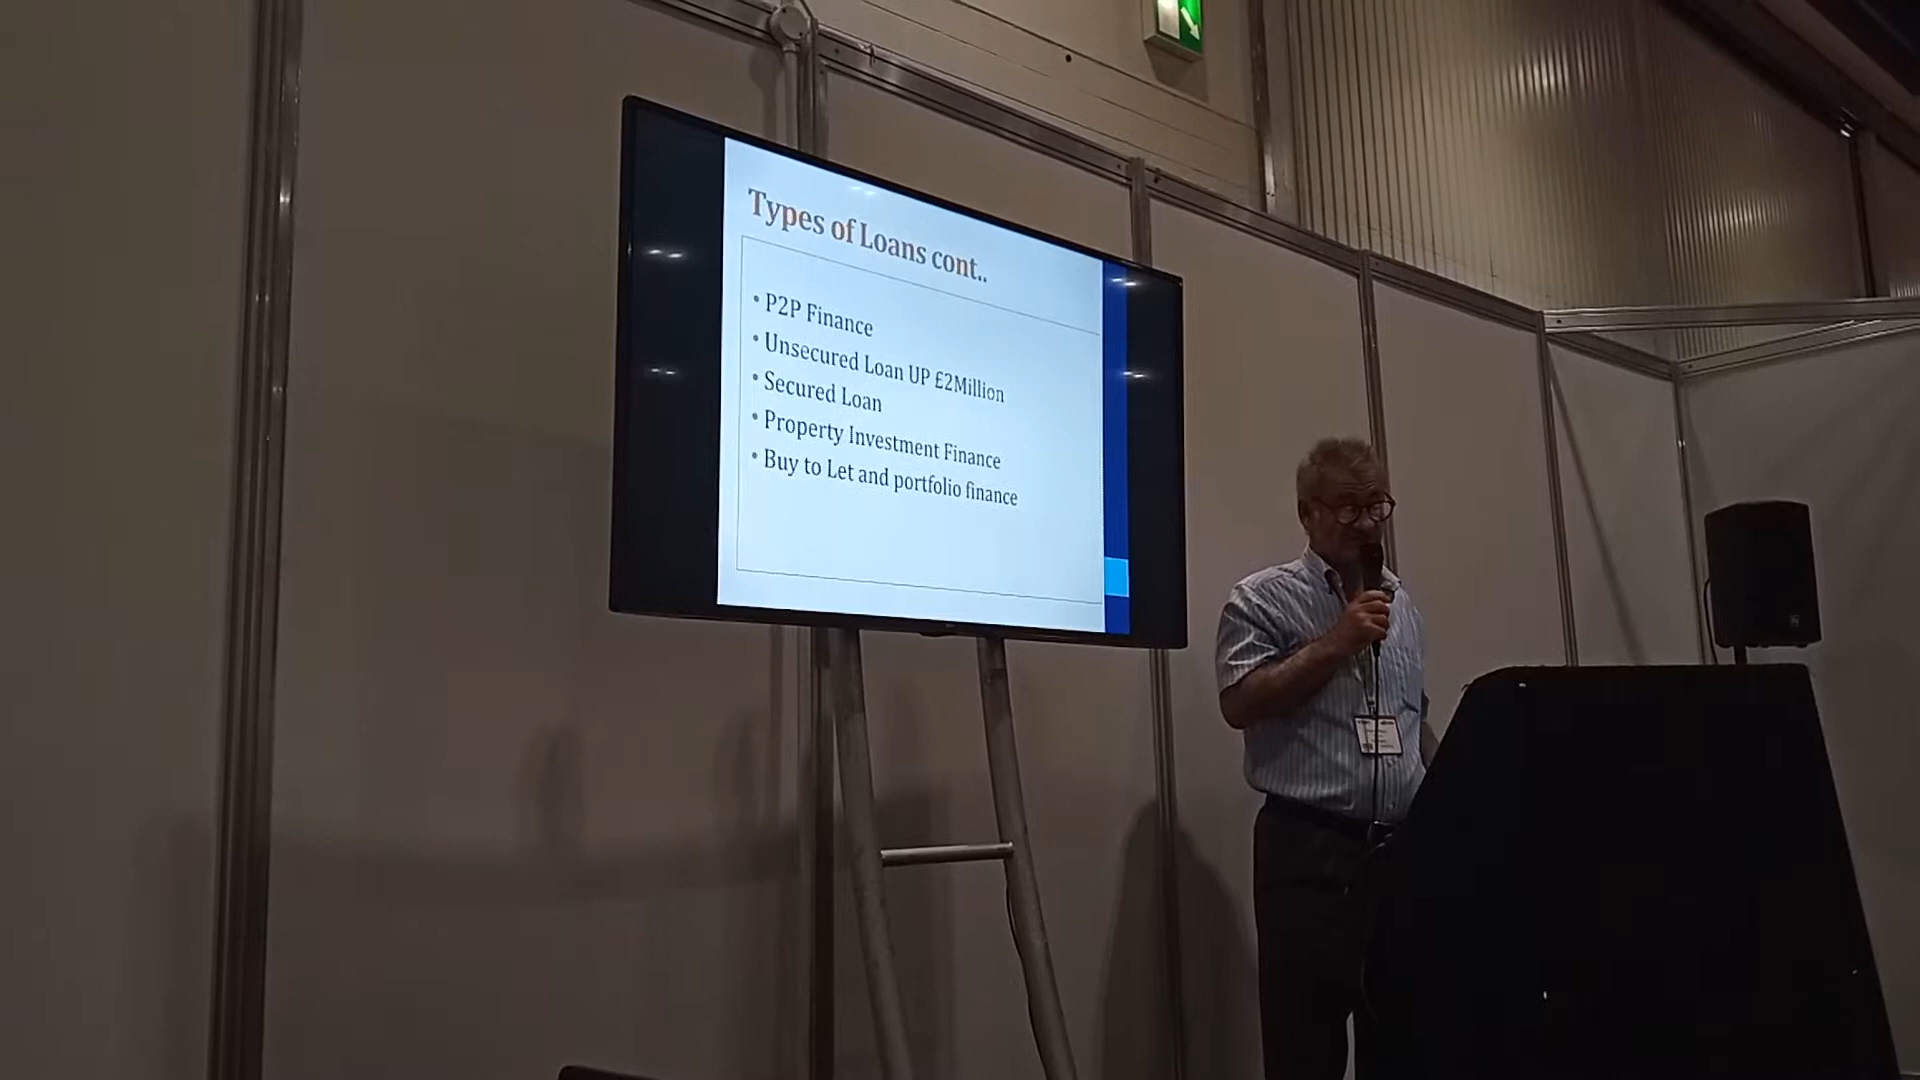 Types of Loans cont..
• P2P Finance
• Unsecured Loan UP £2Million
• Secured Loan
• Property Investment Finance
• Buy to Let and portfolio finance